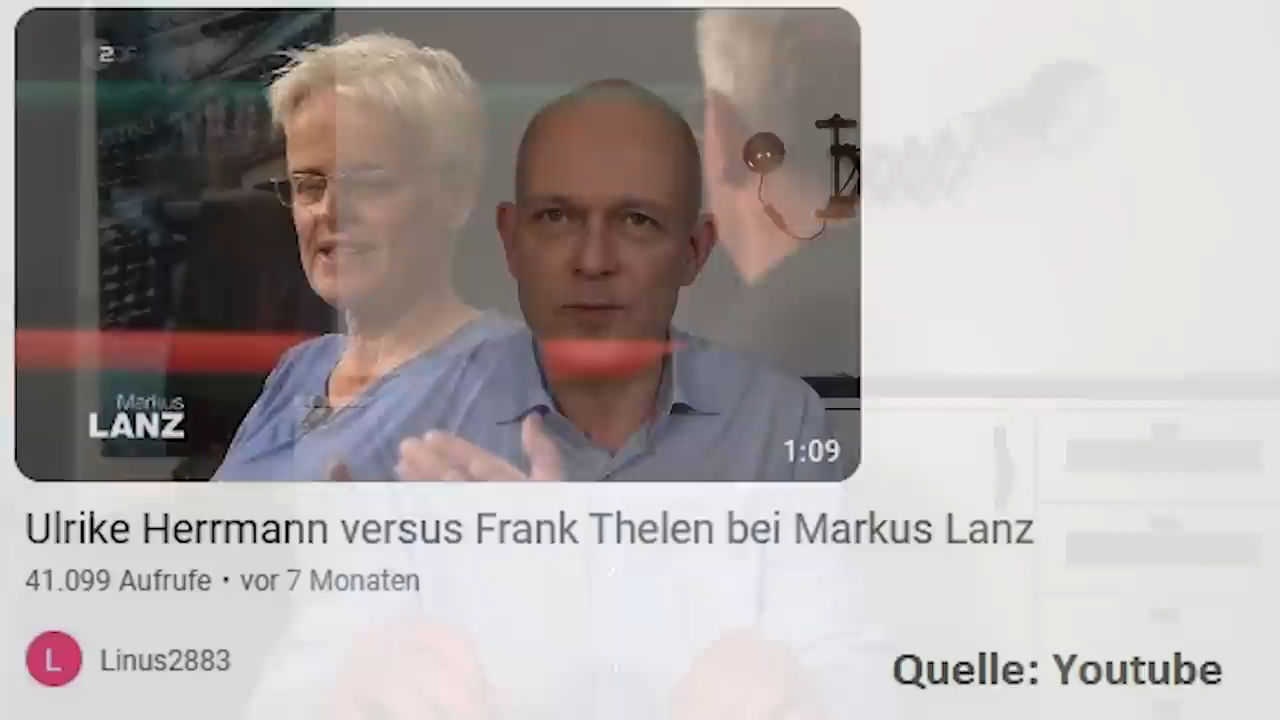 ZDF
Markus
LANZ
1:09
Ulrike Herrmann versus Frank Thelen bei Markus Lanz
41.099 Aufrufe • vor 7 Monaten
L
Linus2883
Quelle: Youtube